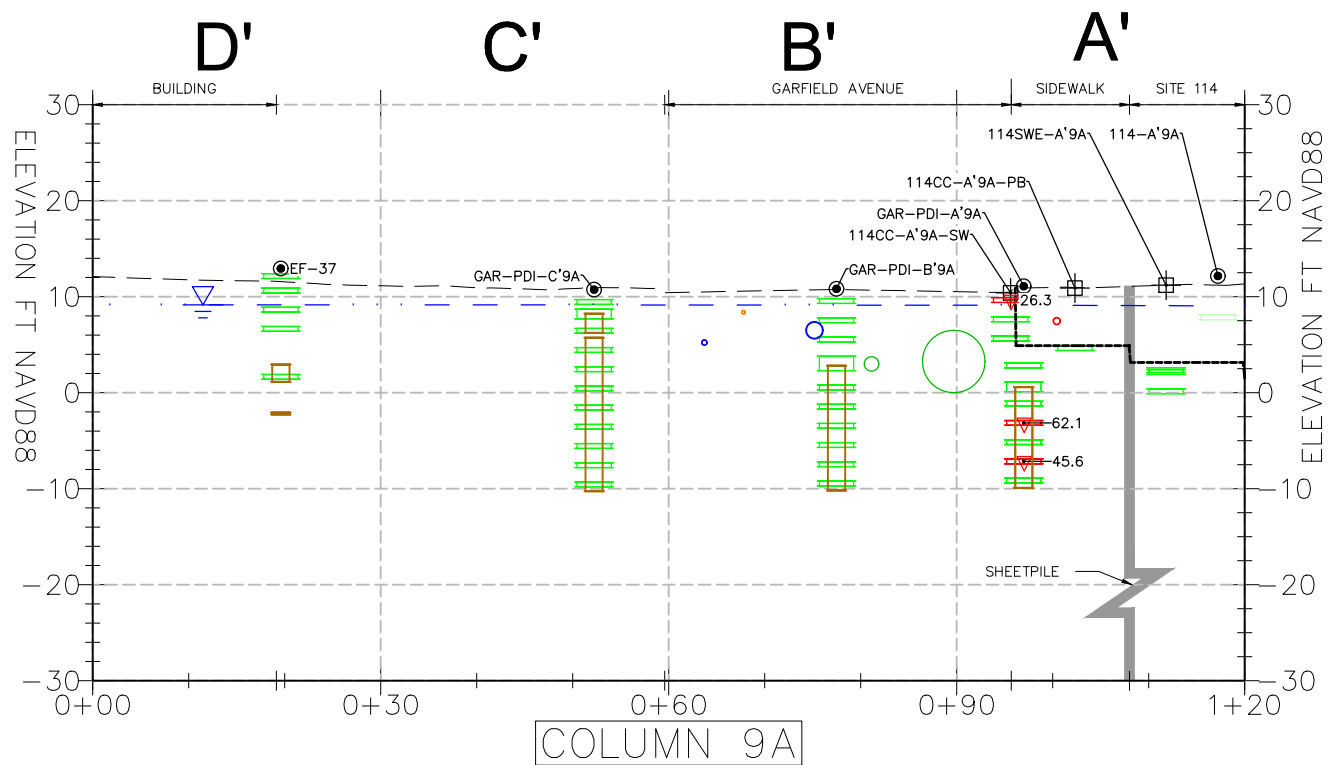 D' C' B' A'
BUILDING GARFIELD AVENUE SIDEWALK SITE 114
30 30
114SWE-A'9A 114-A'9A
20 20
114CC-A'9A-PB
GAR-PDI-A'9A
114CC-A'9A-SW
EF-37 GAR-PDI-C'9A GAR-PDI-B'9A
10 10
26.3
ELEVATION FT NAVD88 ELEVATION FT NAVD88
0 0
62.1
45.6
-10 -10
SHEETPILE
-20 -20
-30 -30
0+00 0+30 0+60 0+90 1+20
COLUMN 9A